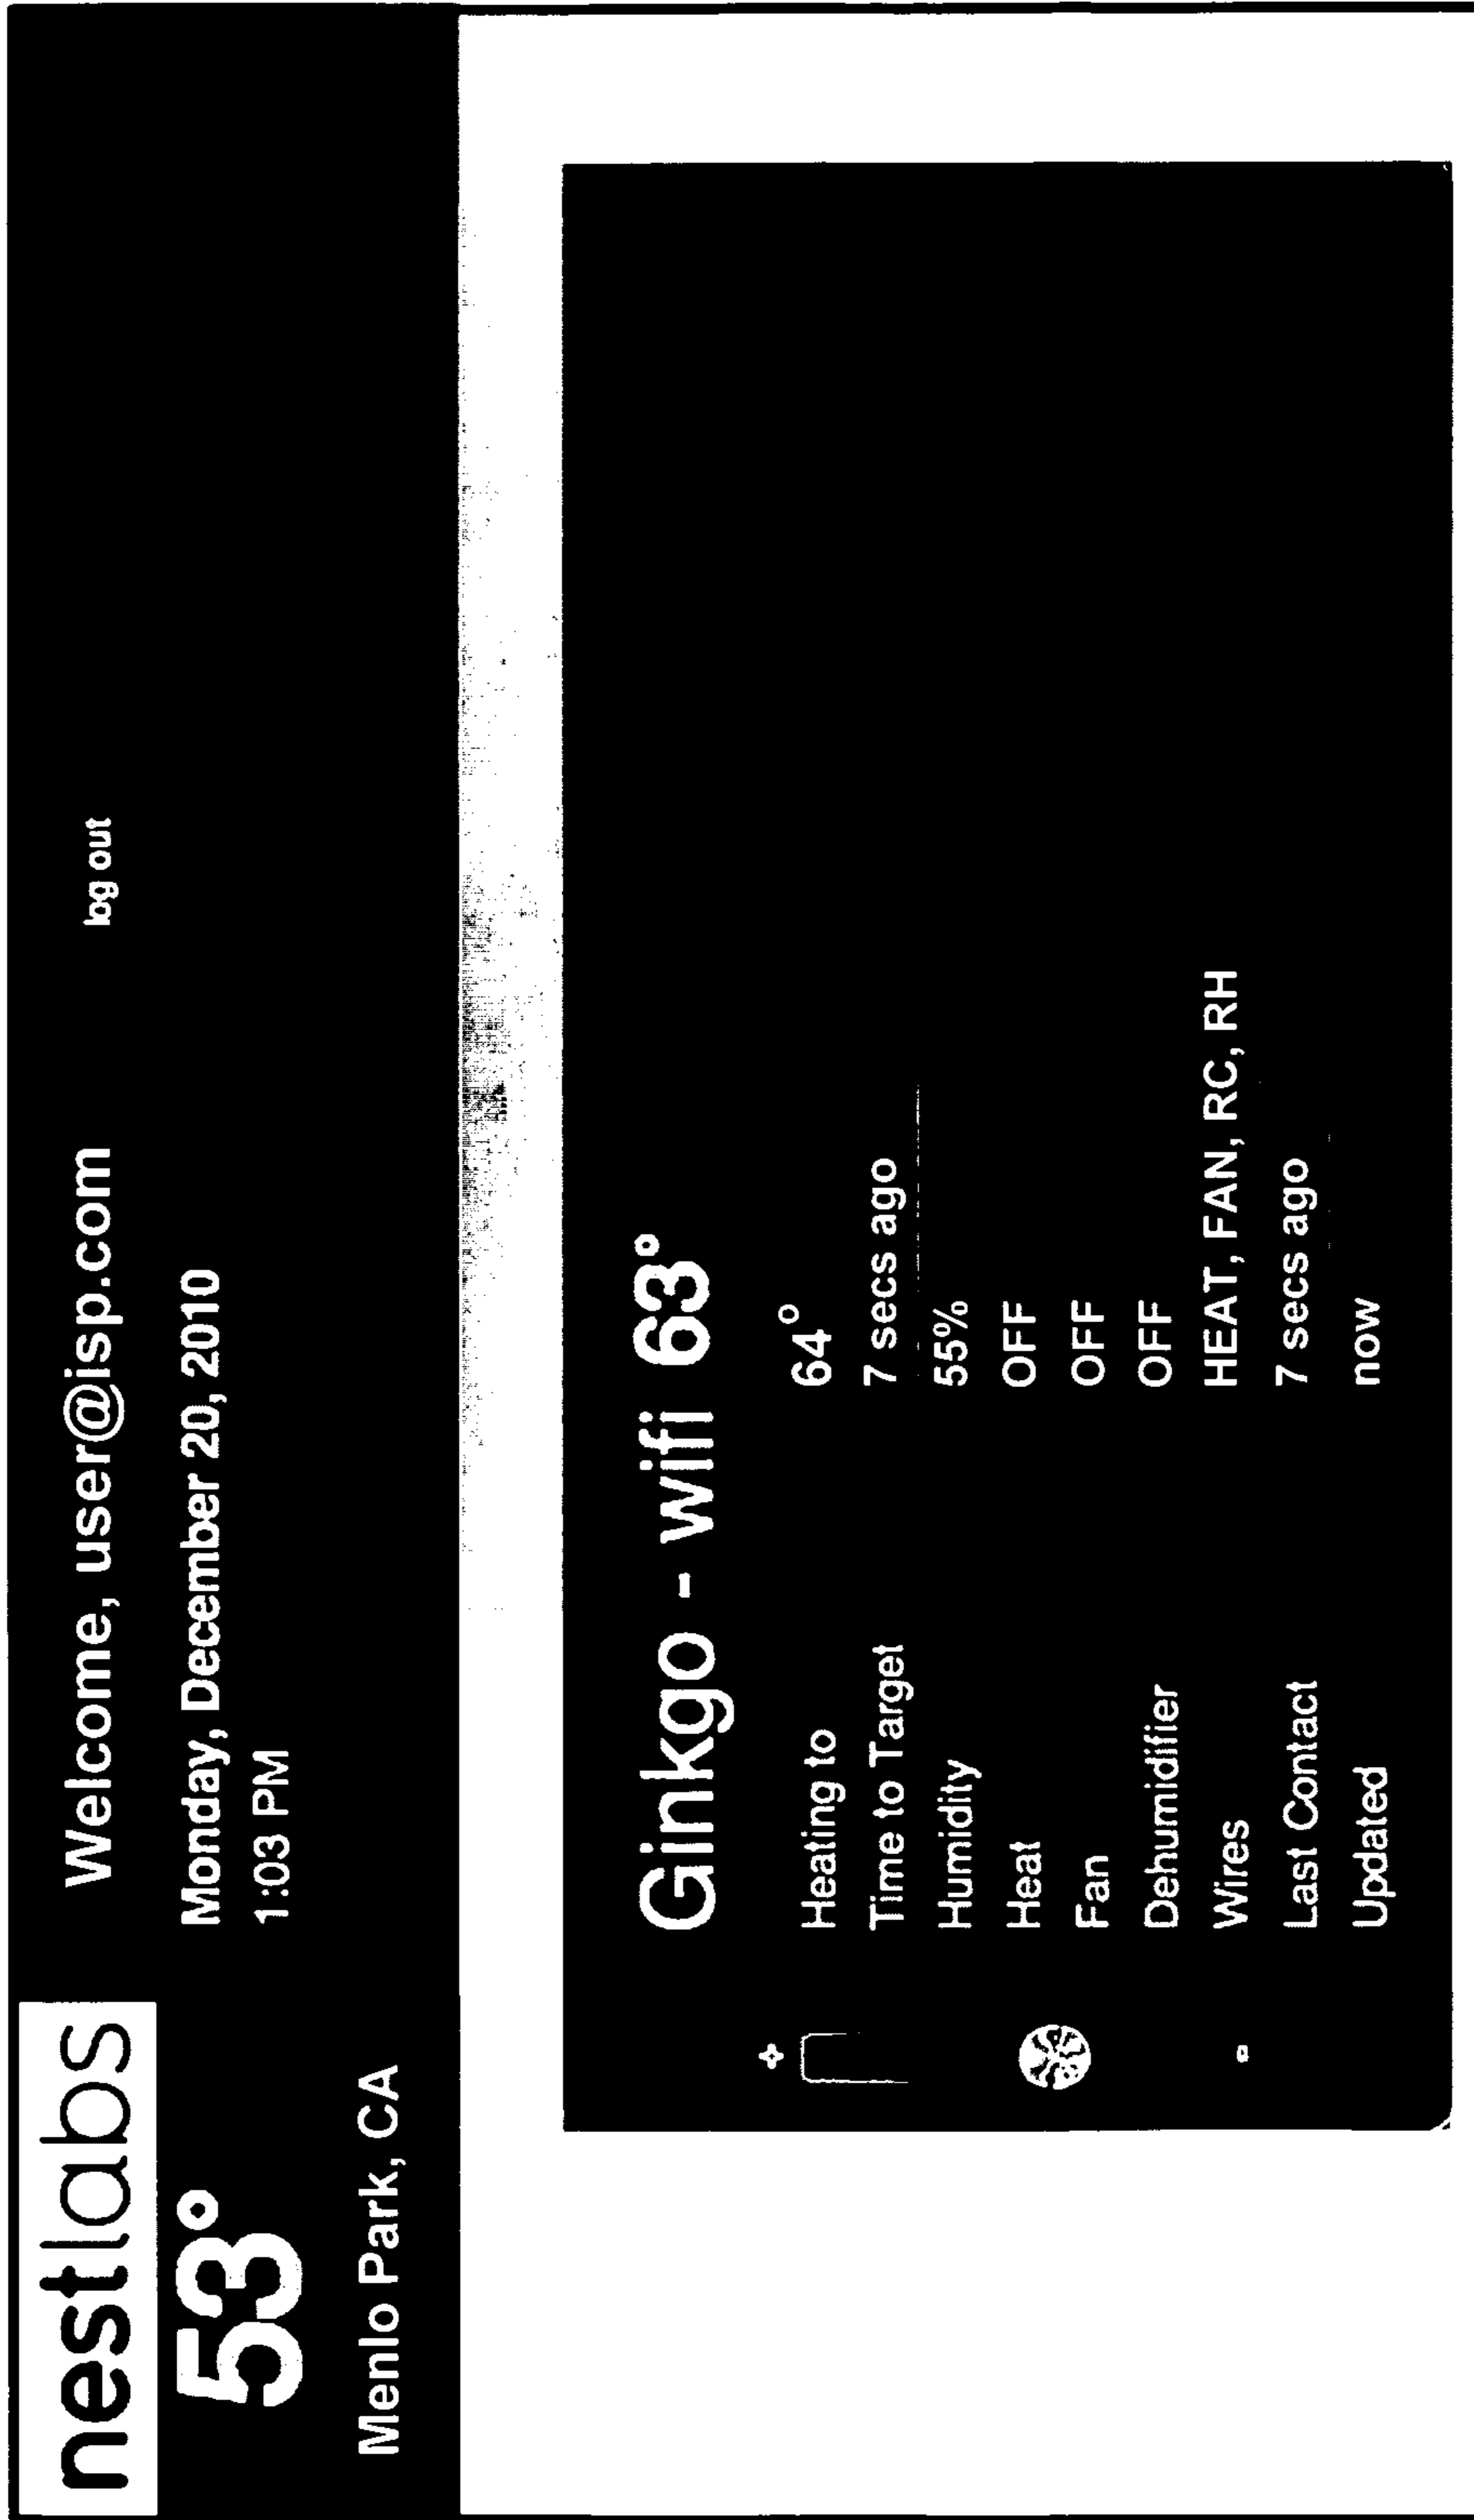 nestlabs
Welcome, user@isp.com log out
53°
Monday, December 20, 2010
1:03 PM
Menlo Park, CA
Ginkgo - wifi 63°
+
Heating to 64°
Time to Target 7 secs ago
Humidity 55%
Heat OFF
Fan OFF
Dehumidifier OFF
Wires HEAT, FAN, RC, RH
-
Last Contact 7 secs ago
Updated now